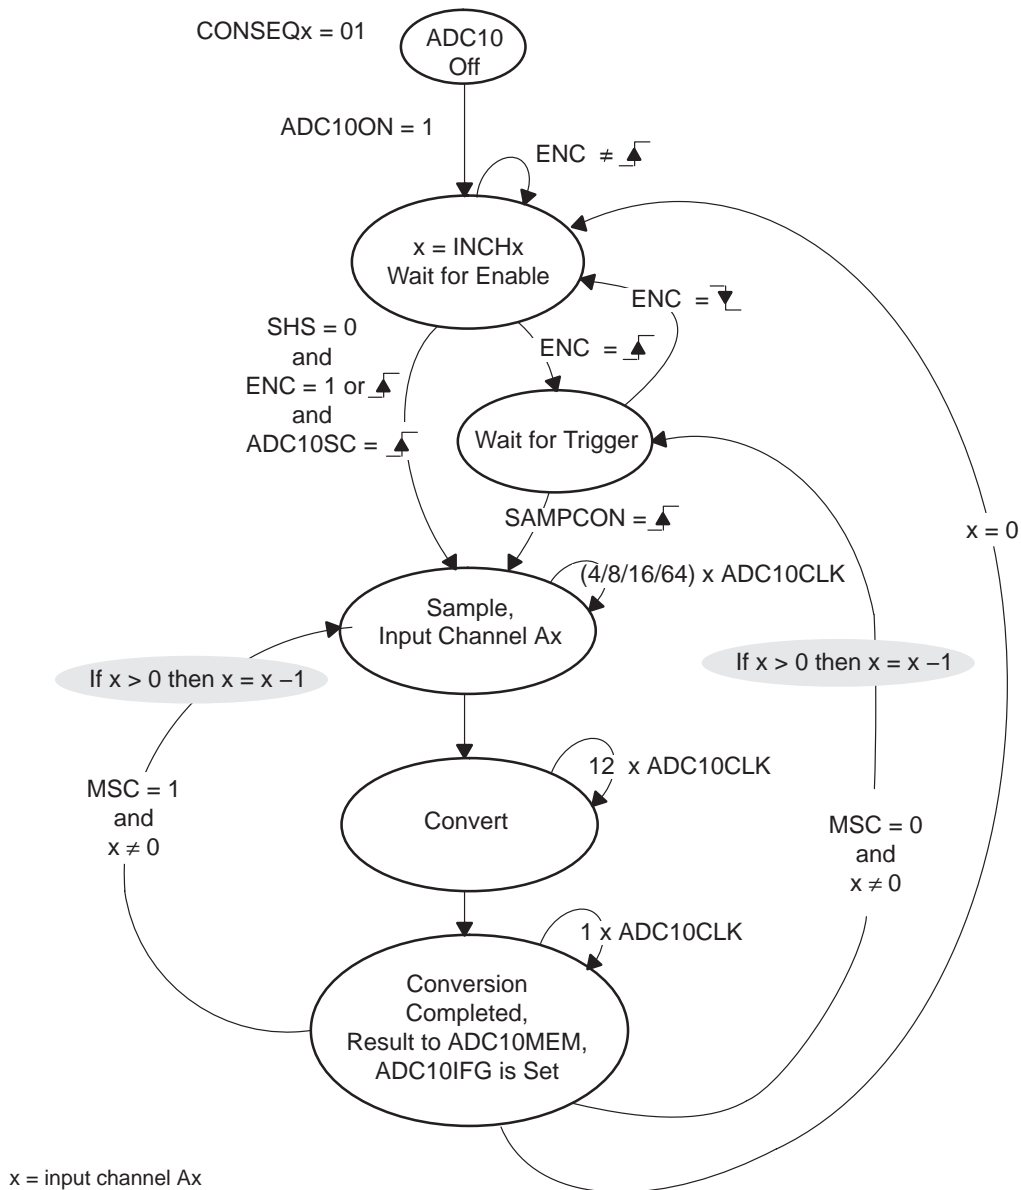 CONSEQx = 01
ADC10
Off
ADC10ON = 1
ENC ≠
x = INCHx
Wait for Enable
ENC =
SHS = 0
and
ENC = 1 or
and
ADC10SC =
ENC =
Wait for Trigger
SAMPCON =
x = 0
(4/8/16/64) x ADC10CLK
Sample,
Input Channel Ax
If x > 0 then x = x −1
If x > 0 then x = x −1
12 x ADC10CLK
MSC = 1
and
x ≠ 0
Convert
MSC = 0
and
x ≠ 0
1 x ADC10CLK
Conversion
Completed,
Result to ADC10MEM,
ADC10IFG is Set
x = input channel Ax